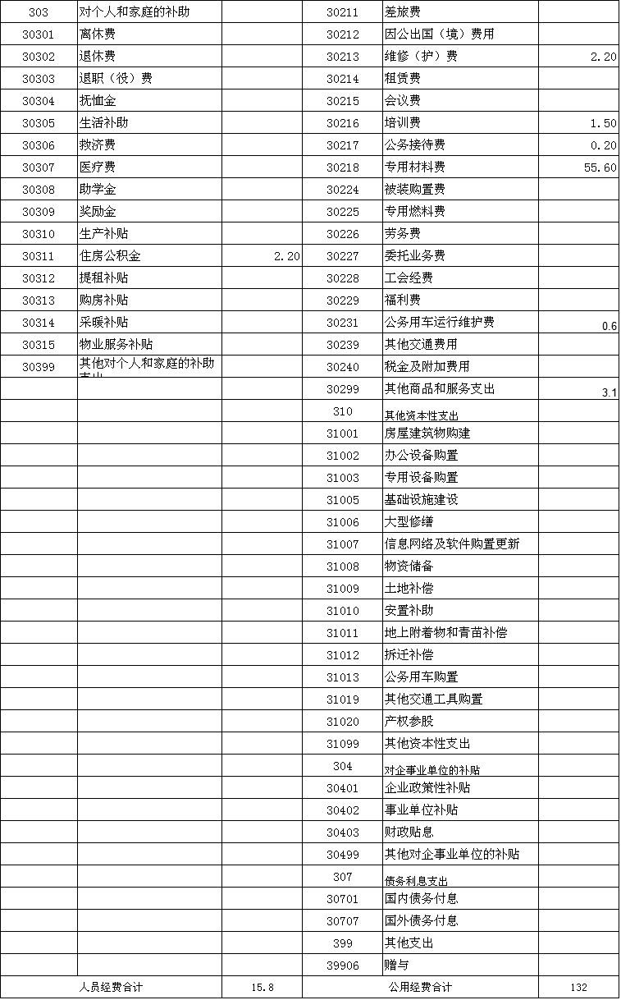 303 对个人和家庭的补助 30211 差旅费
30301 离休费 30212 因公出国（境）费用
30302 退休费 30213 维修（护）费 2.20
30303 退职（役）费 30214 租赁费
30304 抚恤金 30215 会议费
30305 生活补助 30216 培训费 1.50
30306 救济费 30217 公务接待费 0.20
30307 医疗费 30218 专用材料费 55.60
30308 助学金 30224 被装购置费
30309 奖励金 30225 专用燃料费
30310 生产补贴 30226 劳务费
30311 住房公积金 2.20 30227 委托业务费
30312 提租补贴 30228 工会经费
30313 购房补贴 30229 福利费
30314 采暖补贴 30231 公务用车运行维护费 0.6
30315 物业服务补贴 30239 其他交通费用
30399 其他对个人和家庭的补助 30240 税金及附加费用
支出
30299 其他商品和服务支出 3.1
310 其他资本性支出
31001 房屋建筑物购建
31002 办公设备购置
31003 专用设备购置
31005 基础设施建设
31006 大型修缮
31007 信息网络及软件购置更新
31008 物资储备
31009 土地补偿
31010 安置补助
31011 地上附着物和青苗补偿
31012 拆迁补偿
31013 公务用车购置
31019 其他交通工具购置
31020 产权参股
31099 其他资本性支出
304 对企事业单位的补贴
30401 企业政策性补贴
30402 事业单位补贴
30403 财政贴息
30499 其他对企事业单位的补贴
307 债务利息支出
30701 国内债务付息
30707 国外债务付息
399 其他支出
39906 赠与
人员经费合计 15.8 公用经费合计 132